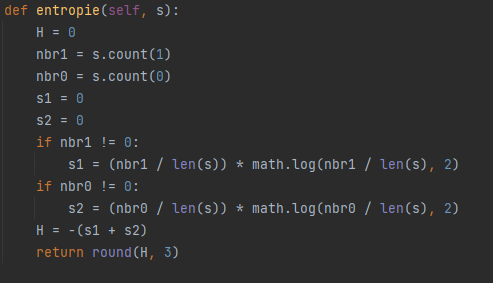 def entropie(self, s):
    H = 0
    nbr1 = s.count(1)
    nbr0 = s.count(0)
    s1 = 0
    s2 = 0
    if nbr1 != 0:
        s1 = (nbr1 / len(s)) * math.log(nbr1 / len(s), 2)
    if nbr0 != 0:
        s2 = (nbr0 / len(s)) * math.log(nbr0 / len(s), 2)
    H = -(s1 + s2)
    return round(H, 3)